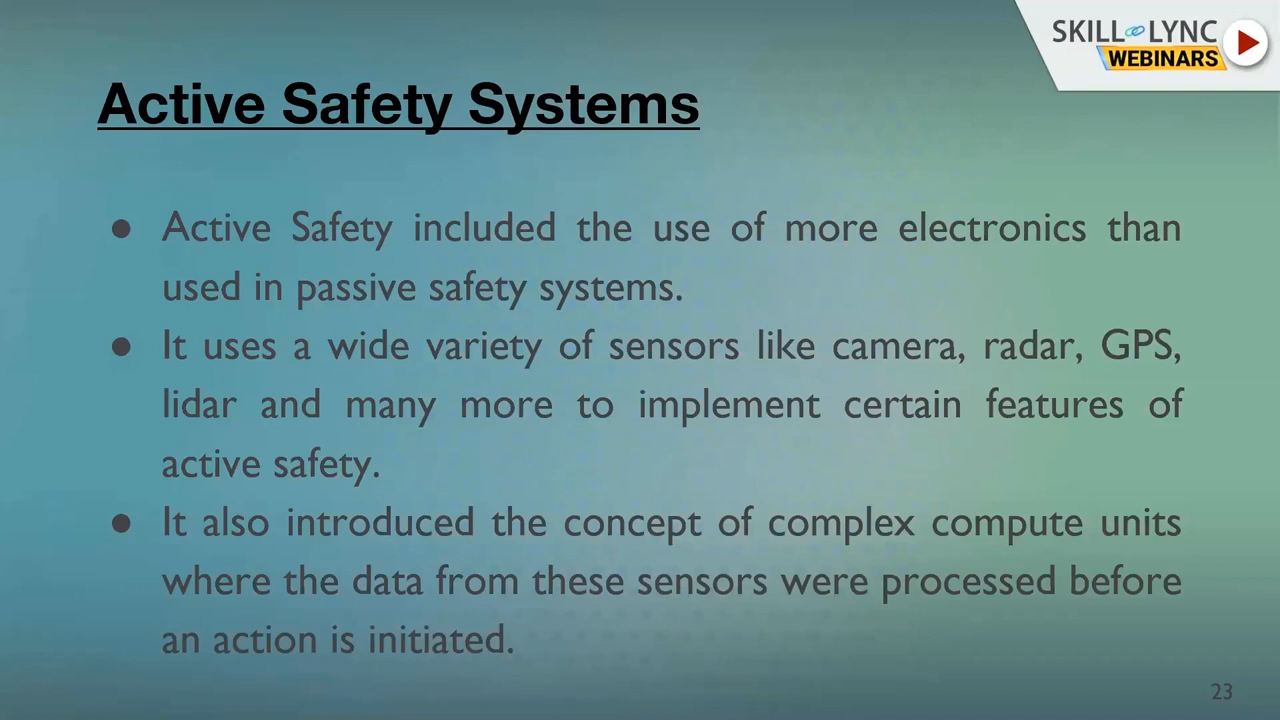 SKILL LYNC
WEBINARS
Active Safety Systems
● Active Safety included the use of more electronics than
used in passive safety systems.
● It uses a wide variety of sensors like camera, radar, GPS,
lidar and many more to implement certain features of
active safety.
● It also introduced the concept of complex compute units
where the data from these sensors were processed before
an action is initiated.
23